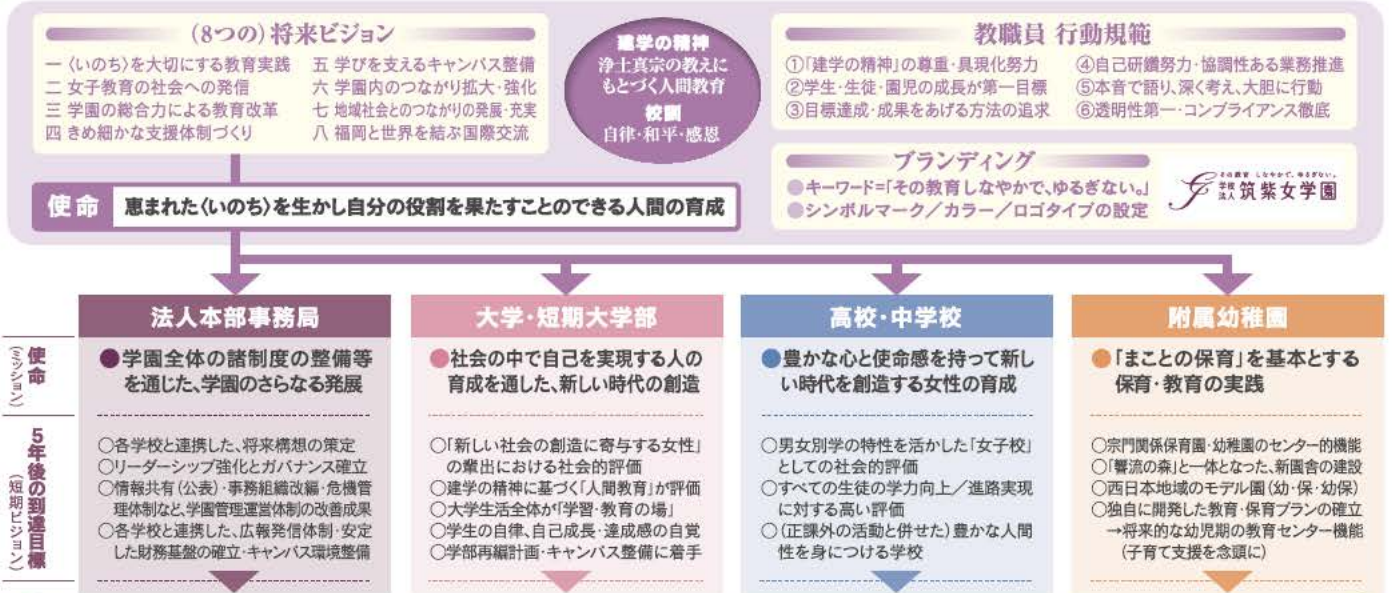 (8つの)将来ビジョン
一 〈いのち〉を大切にする教育実践
二 女子教育の社会への発信
三 学園の総合力による教育改革
四 きめ細かな支援体制づくり
五 学びを支えるキャンパス整備
六 学園内のつながり拡大・強化
七 地域社会とのつながりの発展・充実
八 福岡と世界を結ぶ国際交流
建学の精神
浄土真宗の教えに
もとづく人間教育
校訓
自律・和平・感恩
教職員 行動規範
①「建学の精神」の尊重・具現化努力
②学生・生徒・園児の成長が第一目標
③目標達成・成果をあげる方法の追求
④自己研鑽努力・協調性ある業務推進
⑤本音で語り、深く考え、大胆に行動
⑥透明性第一・コンプライアンス徹底
ブランディング
●キーワード=「その教育 しなやかで、ゆるぎない。」
●シンボルマーク/カラー/ロゴタイプの設定
その教育 しなやかで、ゆるぎない。
学校法人 筑紫女学園
使命 恵まれた〈いのち〉を生かし自分の役割を果たすことのできる人間の育成
使命
(ミッション)
5年後の到達目標
(短期ビジョン)
法人本部事務局
●学園全体の諸制度の整備等
を通じた、学園のさらなる発展
○各学校と連携した、将来構想の策定
○リーダーシップ強化とガバナンス確立
○情報共有(公表)・事務組織改編・危機管
理体制など、学園管理運営体制の改善成果
○各学校と連携した、広報発信体制・安定
した財務基盤の確立・キャンパス環境整備
大学・短期大学部
●社会の中で自己を実現する人の
育成を通した、新しい時代の創造
○「新しい社会の創造に寄与する女性」
の輩出における社会的評価
○建学の精神に基づく「人間教育」が評価
○大学生活全体が「学習・教育の場」
○学生の自律、自己成長・達成感の自覚
○学部再編計画・キャンパス整備に着手
高校・中学校
●豊かな心と使命感を持って新し
い時代を創造する女性の育成
○男女別学の特性を活かした「女子校」
としての社会的評価
○すべての生徒の学力向上/進路実現
に対する高い評価
○(正課外の活動と併せた)豊かな人間
性を身につける学校
附属幼稚園
●「まことの保育」を基本とする
保育・教育の実践
○宗門関係保育園・幼稚園のセンター的機能
○「響流の森」と一体となった、新園舎の建設
○西日本地域のモデル園(幼・保・幼保)
○独自に開発した教育・保育プランの確立
→将来的な幼児期の教育センター機能
(子育て支援を念頭に)